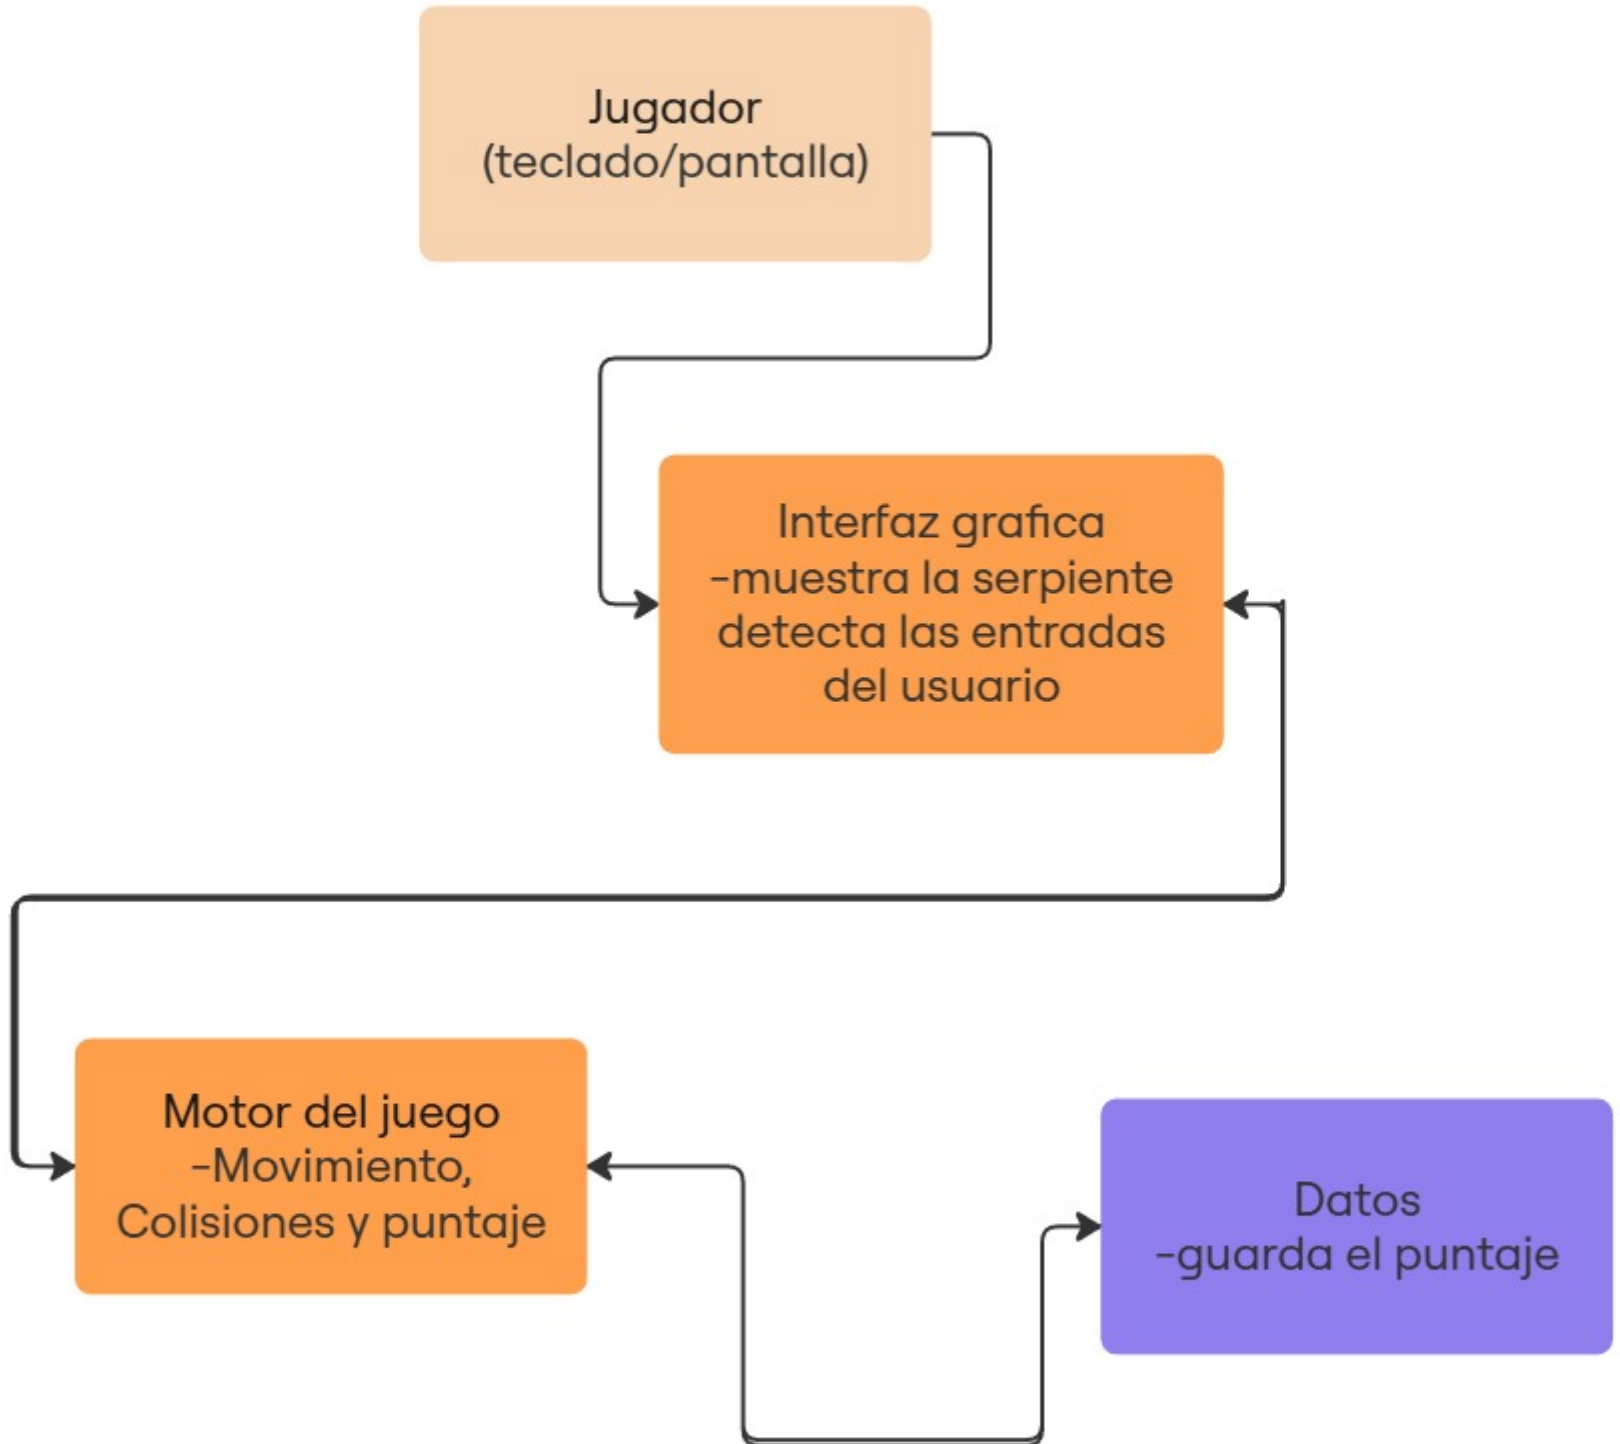 Jugador
(teclado/pantalla)
Interfaz grafica
-muestra la serpiente
detecta las entradas
del usuario
Motor del juego
-Movimiento,
Colisiones y puntaje
Datos
-guarda el puntaje